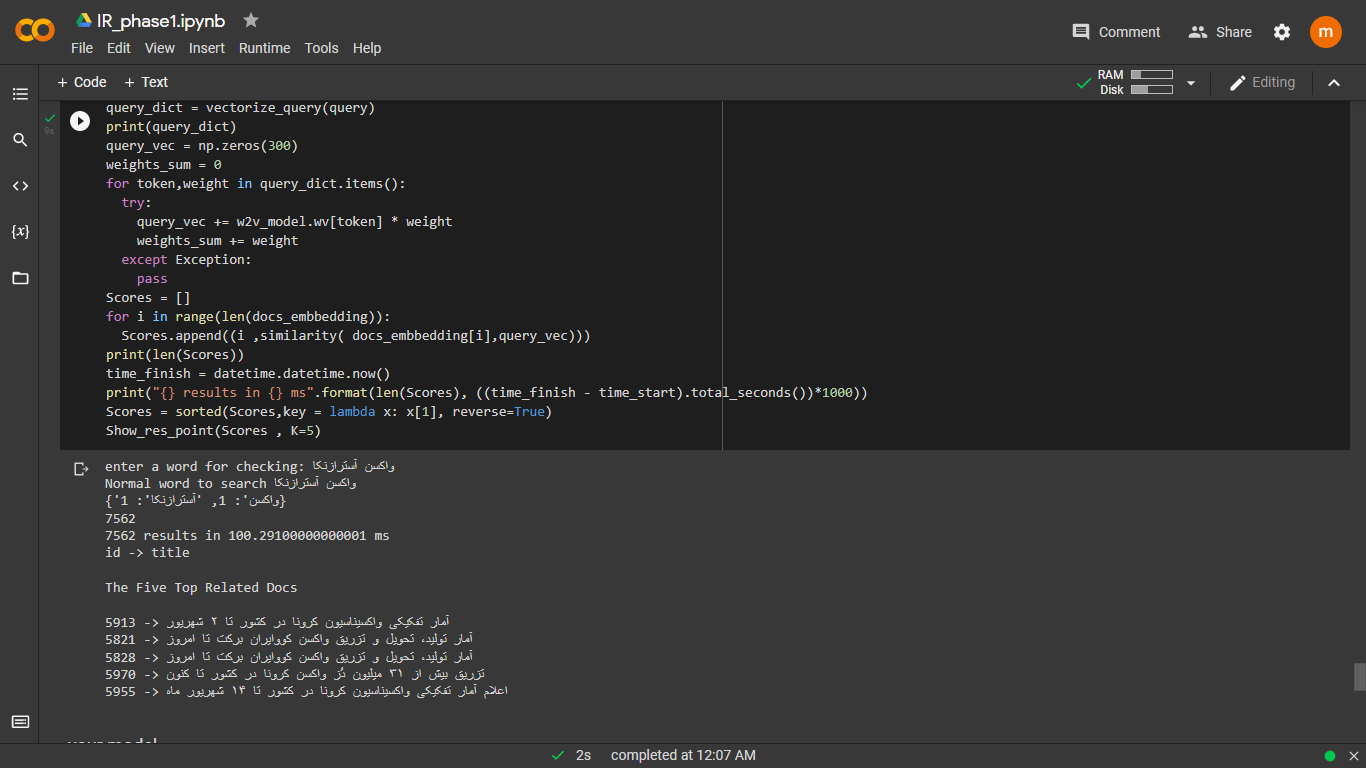 IR_phase1.ipynb
File Edit View Insert Runtime Tools Help
Comment Share m
+ Code + Text
RAM
Disk
Editing
9s
query_dict = vectorize_query(query)
print(query_dict)
query_vec = np.zeros(300)
weights_sum = 0
for token,weight in query_dict.items():
try:
query_vec += w2v_model.wv[token] * weight
weights_sum += weight
except Exception:
pass
Scores = []
for i in range(len(docs_embbedding)):
Scores.append((i ,similarity( docs_embbedding[i],query_vec)))
print(len(Scores))
time_finish = datetime.datetime.now()
print("{} results in {} ms".format(len(Scores), ((time_finish - time_start).total_seconds())*1000))
Scores = sorted(Scores,key = lambda x: x[1], reverse=True)
Show_res_point(Scores , K=5)
enter a word for checking: واکسن آسترازنکا
Normal word to search واکسن آسترازنکا
{'واکسن': 1, 'آسترازنکا': 1}
7562
7562 results in 100.29100000000001 ms
id -> title
The Five Top Related Docs
5913 -> آمار تفکیکی واکسیناسیون کرونا در کشور تا ۲ شهریور
5821 -> آمار تولید، تحویل و تزریق واکسن کووایران برکت تا امروز
5828 -> آمار تولید، تحویل و تزریق واکسن کووایران برکت تا امروز
5970 -> تزریق بیش از ۳۱ میلیون دُز واکسن کرونا در کشور تا کنون
5955 -> اعلام آمار تفکیکی واکسیناسیون کرونا در کشور تا ۱۴ شهریور ماه
2s completed at 12:07 AM